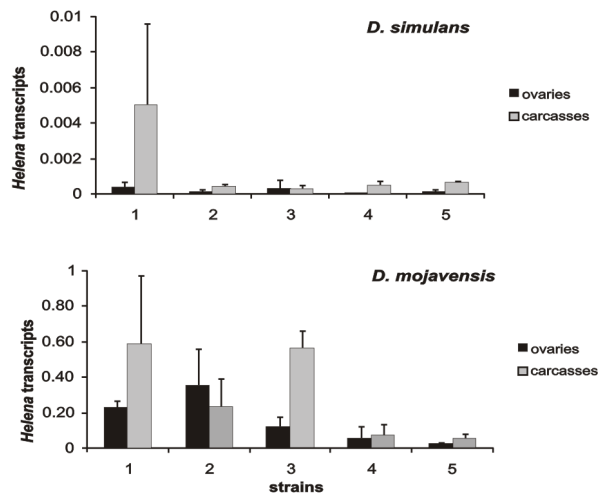 D. simulans
Helena transcripts
0.01
0.008
0.006
0.004
0.002
0
1 2 3 4 5
ovaries
carcasses
D. mojavensis
Helena transcripts
1
0.80
0.60
0.40
0.20
0
1 2 3 4 5
strains
ovaries
carcasses